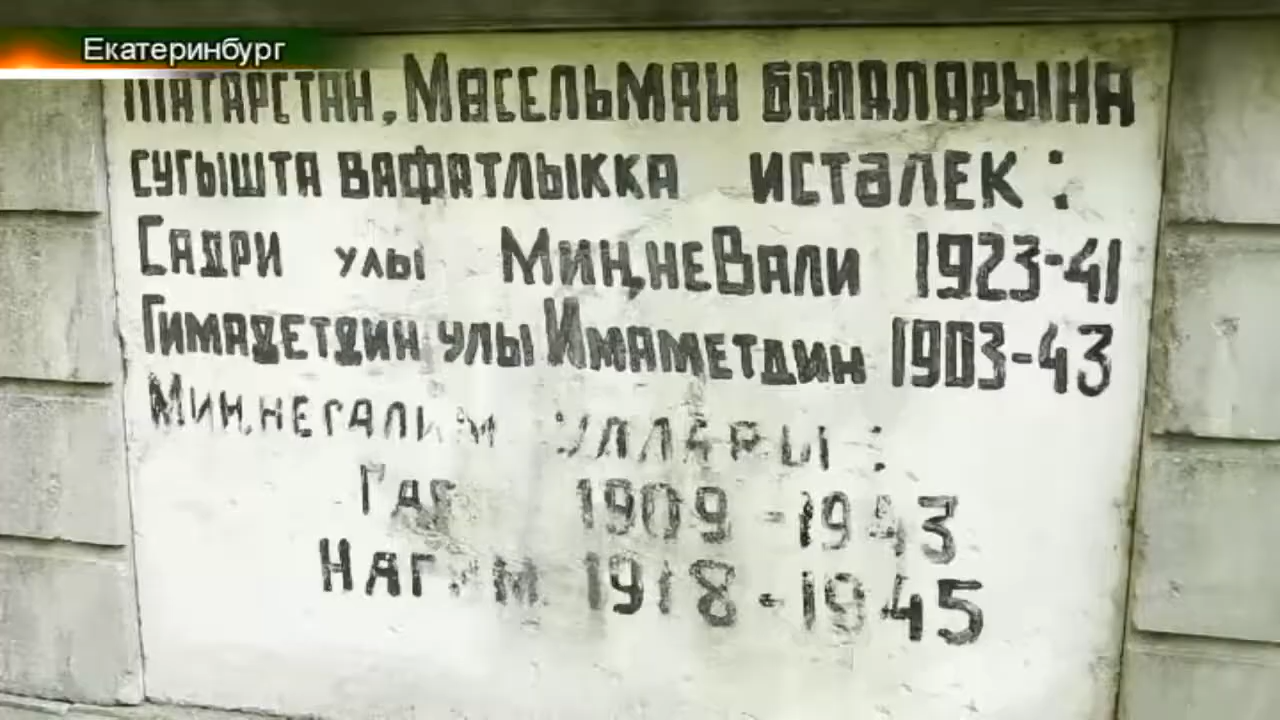 Екатеринбург
ТАТАРСТАН, МӨСЕЛЬМАН БАЛАЛАРЫНА
СУГЫШТА ВАФАТЛЫККА ИСТӘЛЕК :
САДРИ УЛЫ МИҢНЕВАЛИ 1923-41
ГИМАДЕТДИН УЛЫ ИМАМЕТДИН 1903-43
МИҢНЕГАЛИМ УЛЛАРЫ :
1909 - 1943
1918 - 1945